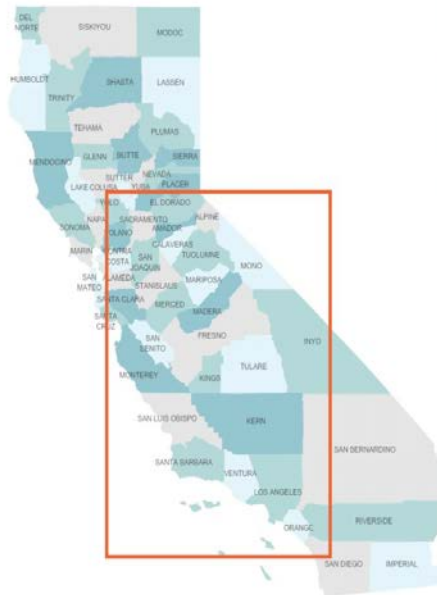 DEL
NORTE
SISKIYOU
MODOC
HUMBOLDT
TRINITY
SHASTA
LASSEN
TEHAMA
PLUMAS
MENDOCINO
GLENN
BUTTE
SIERRA
NEVADA
LAKE
COLUSA
SUTTER
YUBA
PLACER
YOLO
EL DORADO
SONOMA
NAPA
SACRAMENTO
ALPINE
SOLANO
AMADOR
MARIN
CALAVERAS
CONTRA
COSTA
SAN
JOAQUIN
TUOLUMNE
MONO
SAN
MATEO
ALAMEDA
STANISLAUS
MARIPOSA
SANTA CLARA
MERCED
MADERA
SANTA
CRUZ
SAN
BENITO
FRESNO
INYO
MONTEREY
KINGS
TULARE
SAN LUIS OBISPO
KERN
SAN BERNARDINO
SANTA BARBARA
VENTURA
LOS ANGELES
ORANGE
RIVERSIDE
SAN DIEGO
IMPERIAL